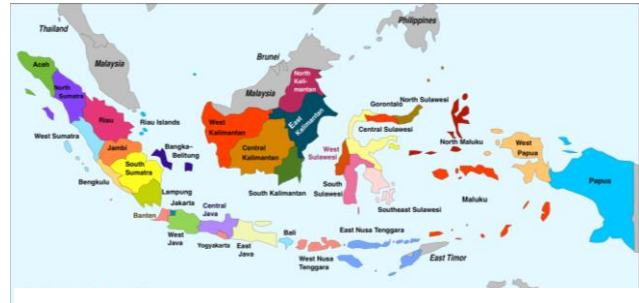 Thailand
Philippines
Malaysia
Brunei
Malaysia
Aceh
North
Sumatra
Riau
Riau Islands
West Sumatra
Jambi
Bangka-
Belitung
South
Sumatra
Bengkulu
Lampung
Jakarta
Banten
West
Java
Central
Java
Yogyakarta
East
Java
Bali
West Nusa
Tenggara
East Nusa Tenggara
East Timor
West
Kalimantan
Central
Kalimantan
South Kalimantan
East
Kalimantan
North
Kali-
mantan
Gorontalo
North Sulawesi
Central Sulawesi
West
Sulawesi
South
Sulawesi
Southeast Sulawesi
North Maluku
Maluku
West
Papua
Papua